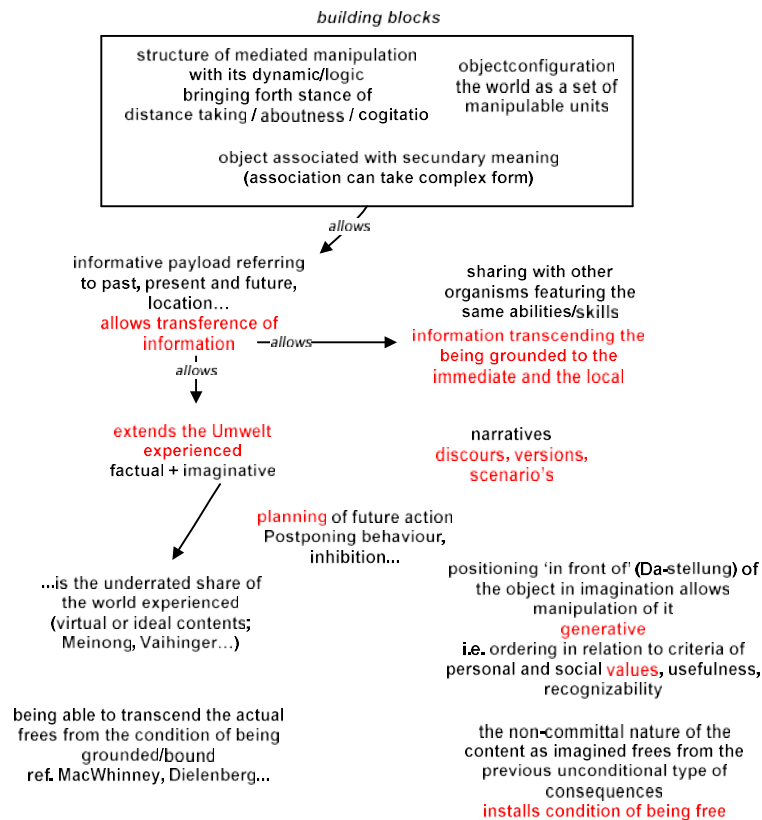 building blocks
structure of mediated manipulation
with its dynamic/logic
bringing forth stance of
distance taking / aboutness / cogitatio
objectconfiguration
the world as a set of
manipulable units
object associated with secundary meaning
(association can take complex form)
allows
informative payload referring
to past, present and future,
location...
allows transference of
information
allows
sharing with other
organisms featuring the
same abilities/skills
information transcending the
being grounded to the
immediate and the local
allows
extends the Umwelt
experienced
factual + imaginative
narratives
discours, versions,
scenario's
planning of future action
Postponing behaviour,
inhibition...
...is the underrated share of
the world experienced
(virtual or ideal contents;
Meinong, Vaihinger...)
positioning 'in front of' (Da-stellung) of
the object in imagination allows
manipulation of it
generative
i.e. ordering in relation to criteria of
personal and social values, usefulness,
recognizability
being able to transcend the actual
frees from the condition of being
grounded/bound
ref. MacWhinney, Dielenberg...
the non-committal nature of the
content as imagined frees from the
previous unconditional type of
consequences
installs condition of being free